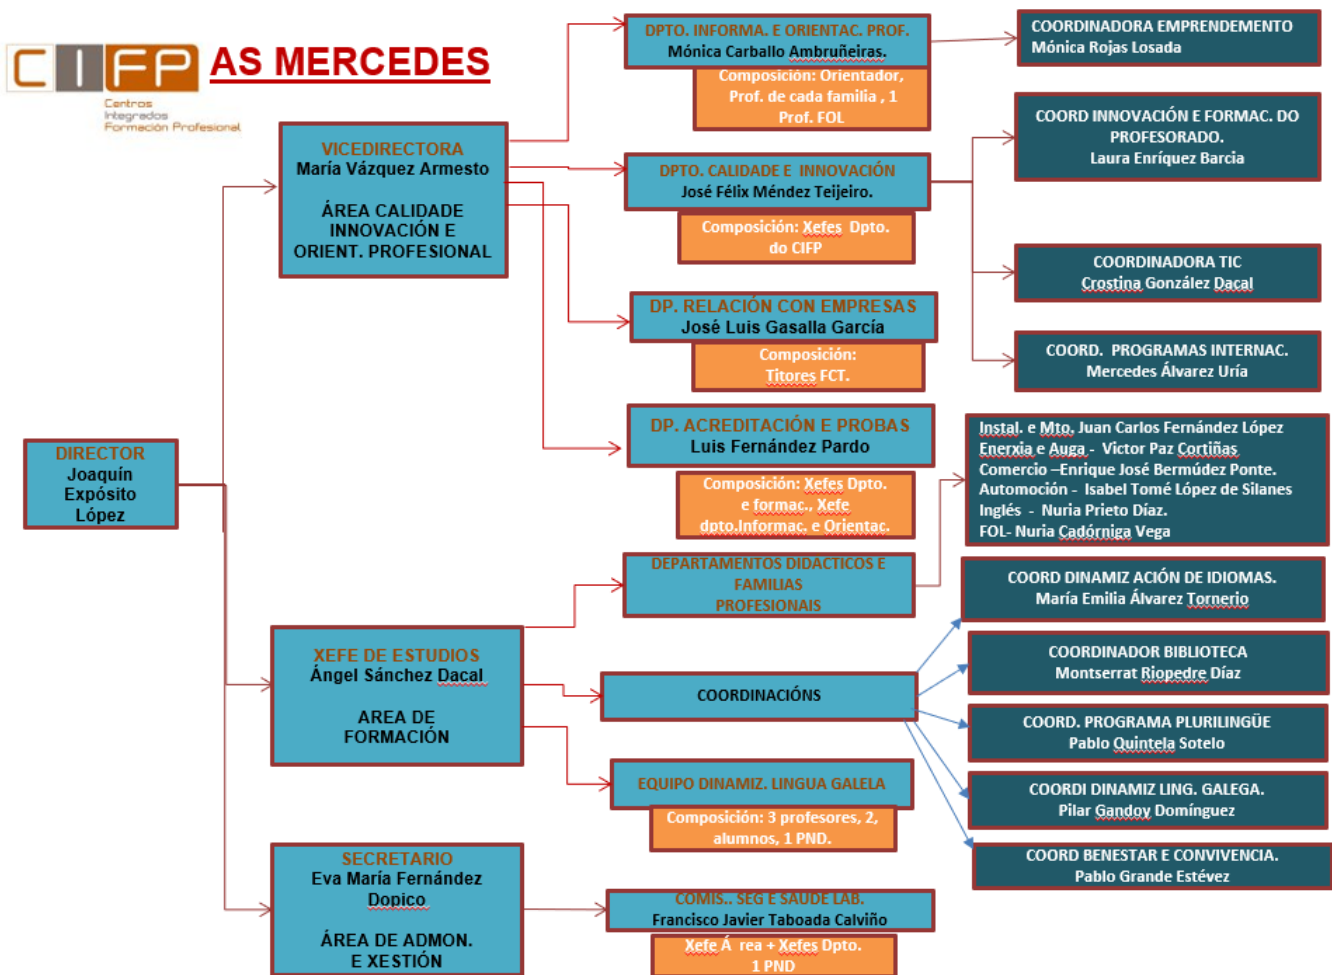 CIFP
Centros
Integrados
Formación Profesional
AS MERCEDES
DIRECTOR
Joaquín
Expósito
López
VICEDIRECTORA
María Vázquez Armesto
ÁREA CALIDADE
INNOVACIÓN E
ORIENT. PROFESIONAL
XEFE DE ESTUDIOS
Ángel Sánchez Dacal
AREA DE
FORMACIÓN
SECRETARIO
Eva María Fernández
Dopico
ÁREA DE ADMON.
E XESTIÓN
DPTO. INFORMA. E ORIENTAC. PROF.
Mónica Carballo Ambruñeiras.
Composición: Orientador,
Prof. de cada familia , 1
Prof. FOL
DPTO. CALIDADE E INNOVACIÓN
José Félix Méndez Teijeiro.
Composición: Xefes Dpto.
do CIFP
DP. RELACIÓN CON EMPRESAS
José Luis Gasalla García
Composición:
Titores FCT.
DP. ACREDITACIÓN E PROBAS
Luis Fernández Pardo
Composición: Xefes Dpto.
e formac., Xefe
dpto.Informac. e Orientac.
DEPARTAMENTOS DIDACTICOS E
FAMILIAS
PROFESIONAIS
COORDINACIÓNS
EQUIPO DINAMIZ. LINGUA GALELA
Composición: 3 profesores, 2,
alumnos, 1 PND.
COMIS.. SEG E SAUDE LAB.
Francisco Javier Taboada Calviño
Xefe Á rea + Xefes Dpto.
1 PND
COORDINADORA EMPRENDEMENTO
Mónica Rojas Losada
COORD INNOVACIÓN E FORMAC. DO
PROFESORADO.
Laura Enríquez Barcia
COORDINADORA TIC
Crostina González Dacal
COORD. PROGRAMAS INTERNAC.
Mercedes Álvarez Uría
Instal. e Mto. Juan Carlos Fernández López
Enerxia e Auga - Victor Paz Cortiñas
Comercio –Enrique José Bermúdez Ponte.
Automoción - Isabel Tomé López de Silanes
Inglés - Nuria Prieto Díaz.
FOL- Nuria Cadórniga Vega
COORD DINAMIZ ACIÓN DE IDIOMAS.
María Emilia Álvarez Tornerio
COORDINADOR BIBLIOTECA
Montserrat Riopedre Díaz
COORD. PROGRAMA PLURILINGÜE
Pablo Quintela Sotelo
COORDI DINAMIZ LING. GALEGA.
Pilar Gandoy Domínguez
COORD BENESTAR E CONVIVENCIA.
Pablo Grande Estévez